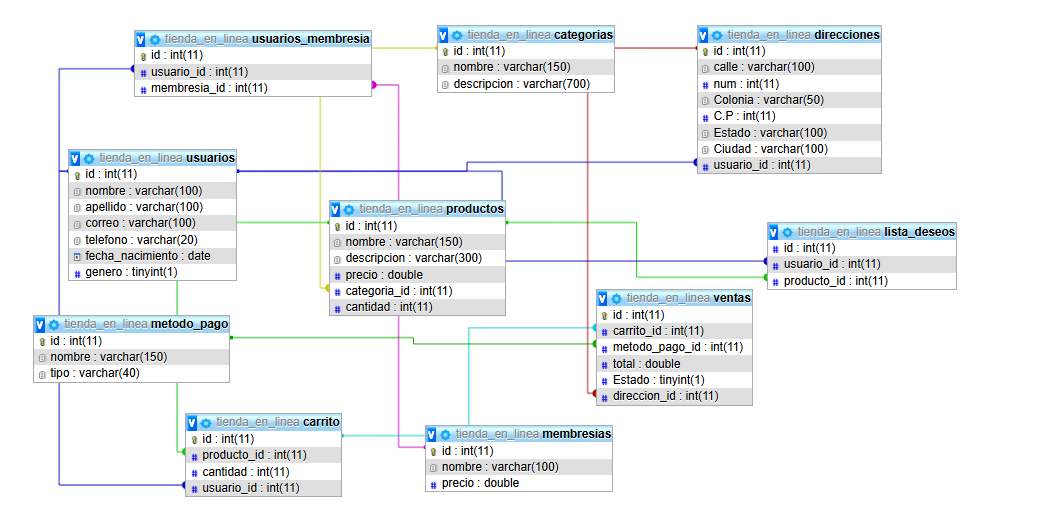 tienda_en_linea usuarios_membresia
id : int(11)
usuario_id : int(11)
membresia_id : int(11)
tienda_en_linea categorias
id : int(11)
nombre : varchar(150)
descripcion : varchar(700)
tienda_en_linea direcciones
id : int(11)
calle : varchar(100)
num : int(11)
Colonia : varchar(50)
C.P : int(11)
Estado : varchar(100)
Ciudad : varchar(100)
usuario_id : int(11)
tienda_en_linea usuarios
id : int(11)
nombre : varchar(100)
apellido : varchar(100)
correo : varchar(100)
telefono : varchar(20)
fecha_nacimiento : date
genero : tinyint(1)
tienda_en_linea productos
id : int(11)
nombre : varchar(150)
descripcion : varchar(300)
precio : double
categoria_id : int(11)
cantidad : int(11)
tienda_en_linea lista_deseos
id : int(11)
usuario_id : int(11)
producto_id : int(11)
tienda_en_linea ventas
id : int(11)
carrito_id : int(11)
metodo_pago_id : int(11)
total : double
Estado : tinyint(1)
direccion_id : int(11)
tienda_en_linea metodo_pago
id : int(11)
nombre : varchar(150)
tipo : varchar(40)
tienda_en_linea carrito
id : int(11)
producto_id : int(11)
cantidad : int(11)
usuario_id : int(11)
tienda_en_linea membresias
id : int(11)
nombre : varchar(100)
precio : double